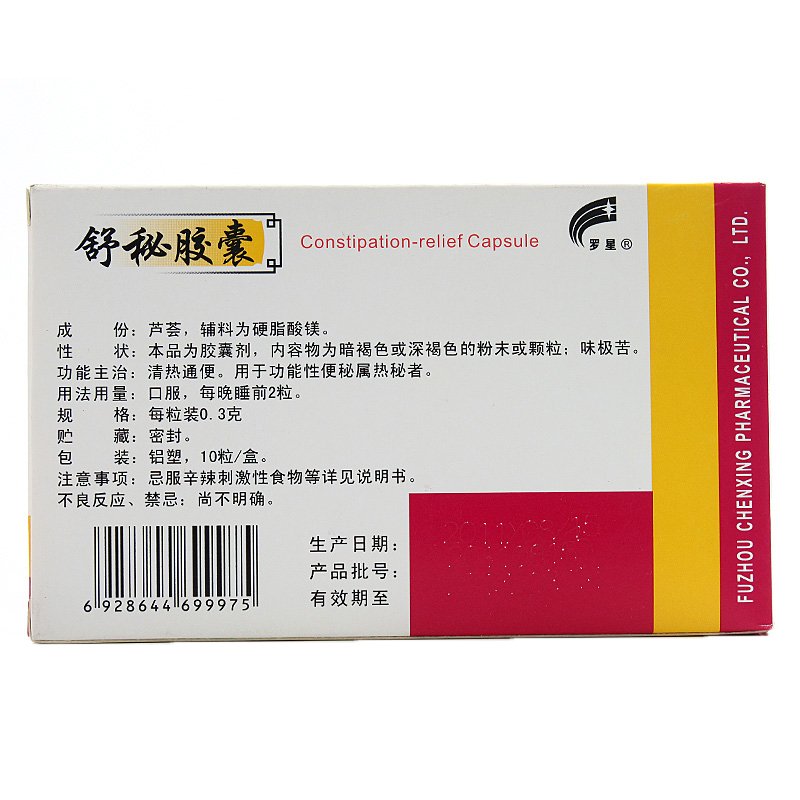 舒秘胶囊
Constipation-relief Capsule
罗星®
成 份：芦荟，辅料为硬脂酸镁。
性 状：本品为胶囊剂，内容物为暗褐色或深褐色的粉末或颗粒；味极苦。
功能主治：清热通便。用于功能性便秘属热秘者。
用法用量：口服，每晚睡前2粒。
规 格：每粒装0.3克
贮 藏：密封。
包 装：铝塑，10粒/盒。
注意事项：忌服辛辣刺激性食物等详见说明书。
不良反应、禁忌：尚不明确。
生产日期：
产品批号：
有效期至
6 928644 699975
FUZHOU CHENXING PHARMACEUTICAL CO., LTD.